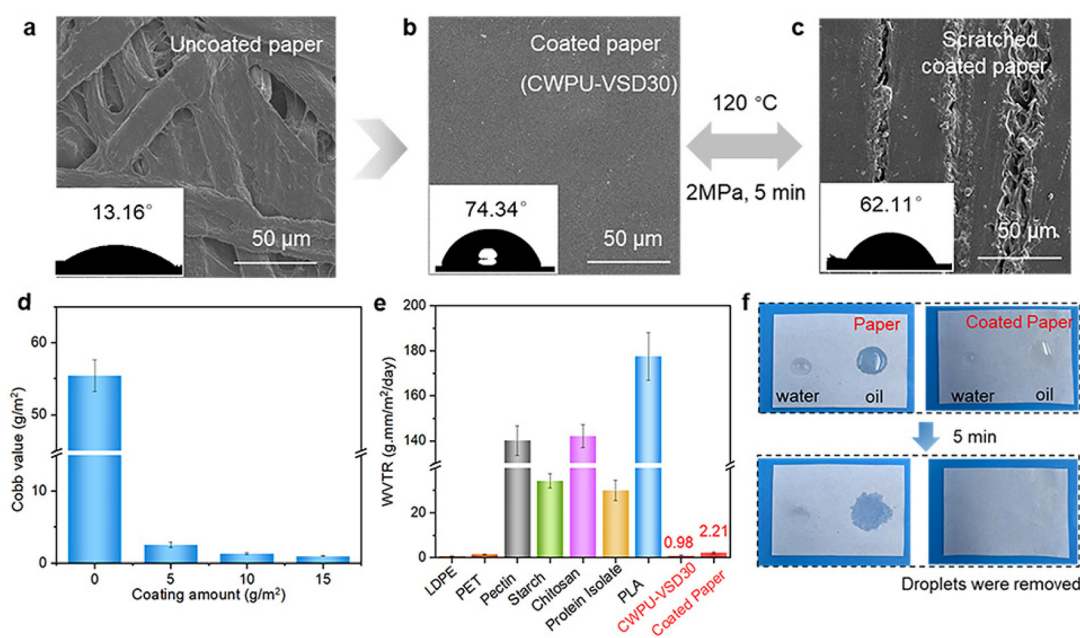 a
Uncoated paper
13.16°
50 μm
b
Coated paper
(CWPU-VSD30)
74.34°
50 μm
120 °C
2MPa, 5 min
c
Scratched
coated paper
62.11°
50 μm
d
Cobb value (g/m²)
60
50
10
0
0
5
10
15
Coating amount (g/m²)
e
WVTR (g.mm/m²/day)
200
180
160
140
20
0
0.98
2.21
LDPE
PET
Pectin
Starch
Chitosan
Protein Isolate
PLA
CWPU-VSD30
Coated Paper
f
Paper
water
oil
Coated Paper
water
oil
5 min
Droplets were removed